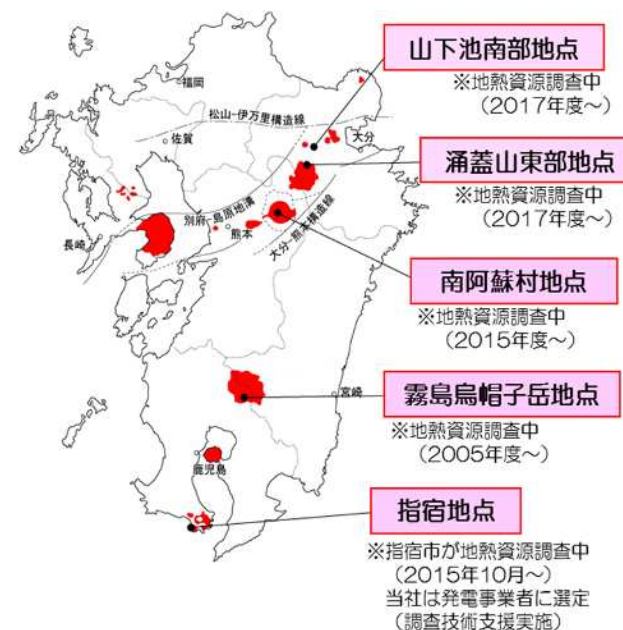 山下池南部地点
※地熱資源調査中
（2017年度～）
福岡
松山-伊万里構造線
佐賀
大分
涌蓋山東部地点
※地熱資源調査中
（2017年度～）
別府-島原地溝
熊本
大分-熊本構造線
長崎
南阿蘇村地点
※地熱資源調査中
（2015年度～）
霧島烏帽子岳地点
宮崎
※地熱資源調査中
（2005年度～）
鹿児島
指宿地点
※指宿市が地熱資源調査中
（2015年10月～）
当社は発電事業者に選定
（調査技術支援実施）